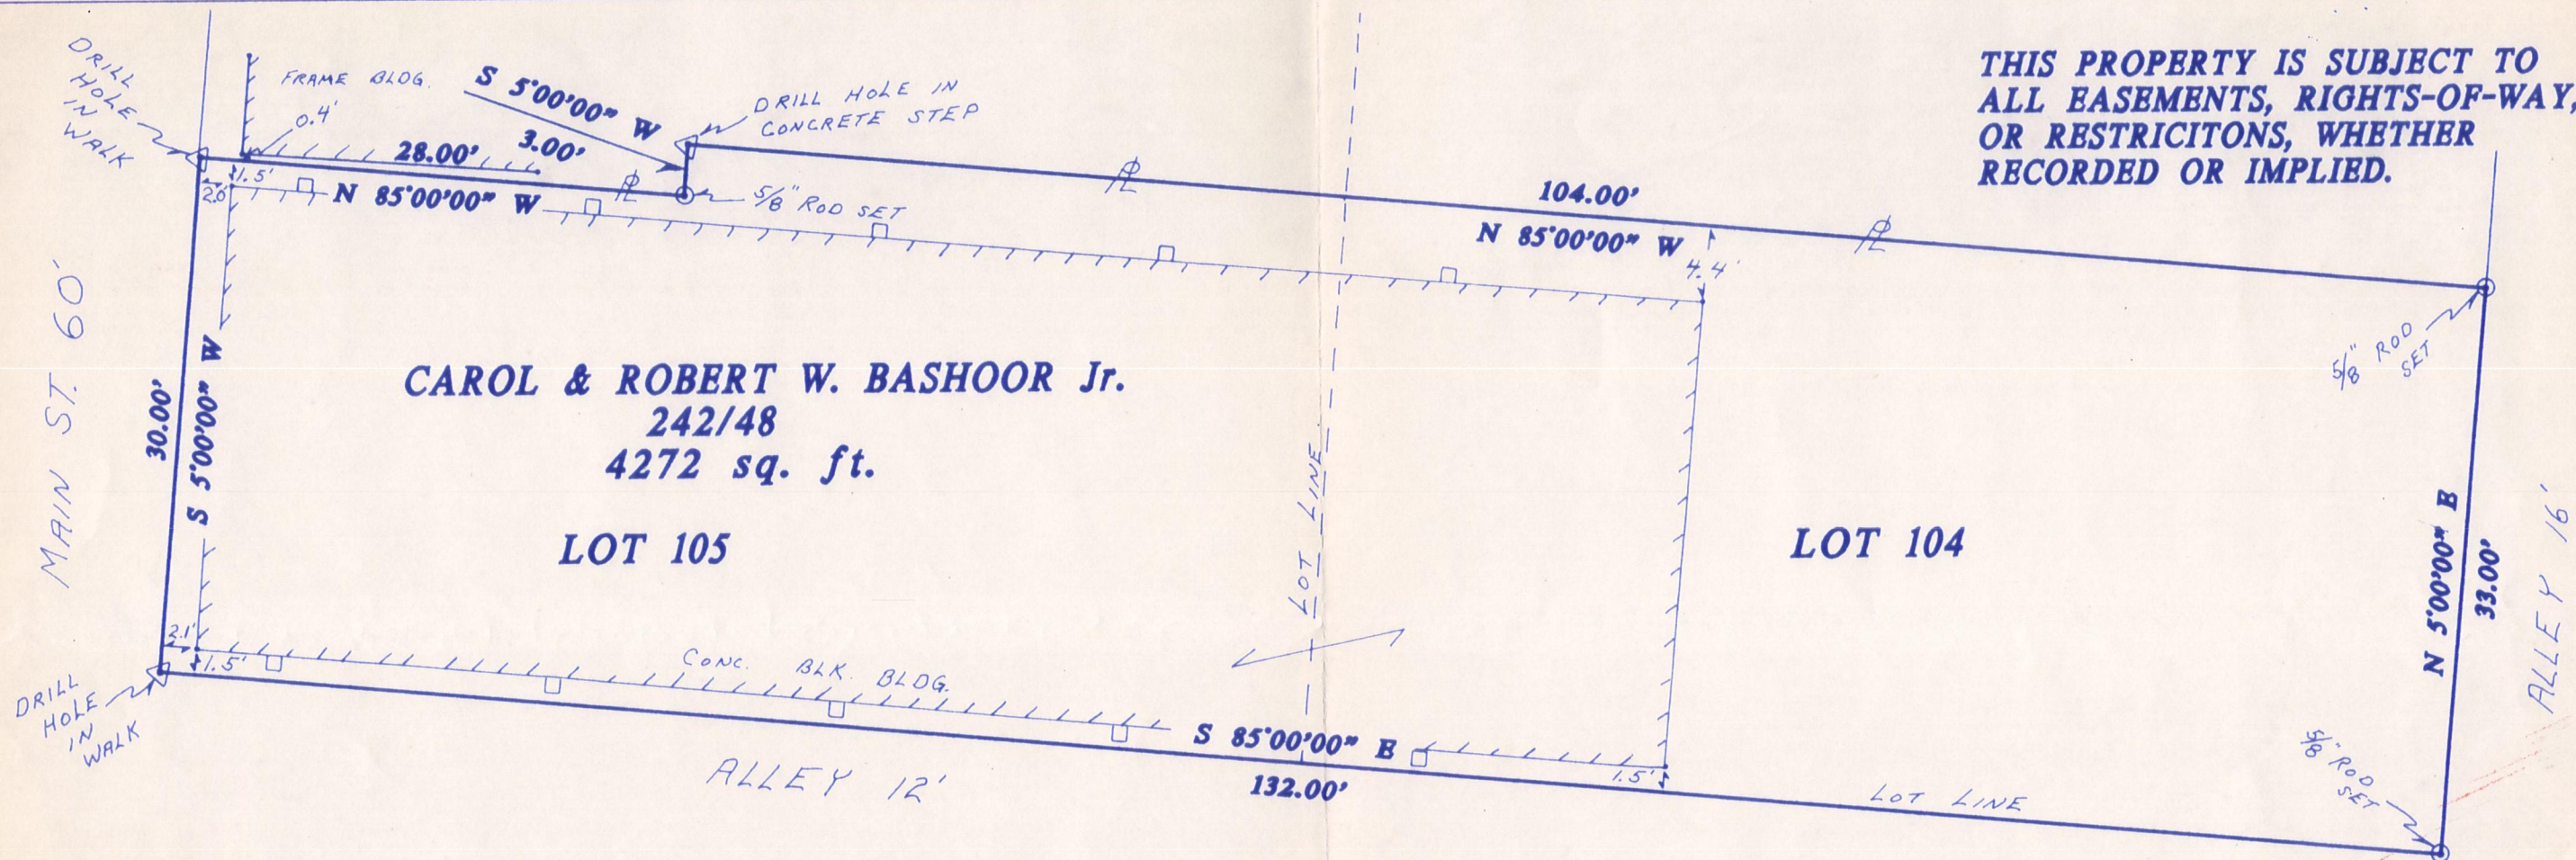 THIS PROPERTY IS SUBJECT TO
ALL EASEMENTS, RIGHTS-OF-WAY,
OR RESTRICITONS, WHETHER
RECORDED OR IMPLIED.
DRILL
HOLE
IN
WALK
FRAME BLDG.
0.4'
S 5°00'00" W
3.00'
DRILL HOLE IN
CONCRETE STEP
28.00'
1.5'
2.0'
N 85°00'00" W
PL
5/8" ROD SET
PL
104.00'
N 85°00'00" W
4.4'
PL
5/8" ROD
SET
MAIN ST. 60'
30.00'
S 5°00'00" W
CAROL & ROBERT W. BASHOOR Jr.
242/48
4272 sq. ft.
LOT 105
LOT LINE
LOT 104
N 5°00'00" E
33.00'
ALLEY 16'
2.1'
1.5'
DRILL
HOLE
IN
WALK
CONC. BLK. BLDG.
S 85°00'00" E
132.00'
1.5'
ALLEY 12'
LOT LINE
5/8" ROD
SET